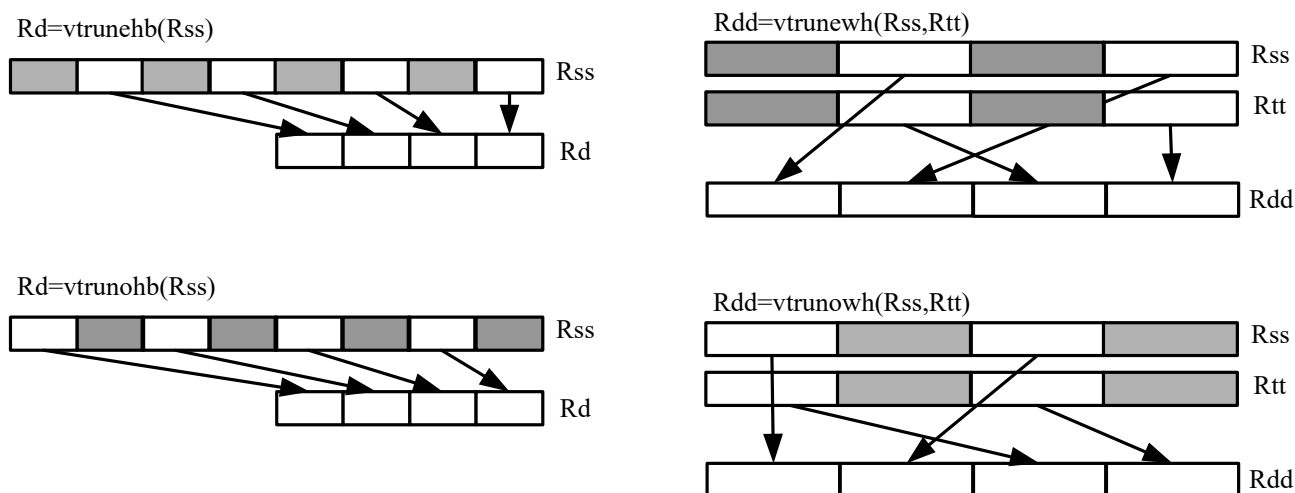 Rd=vtrunehb(Rss)
Rss
Rd
Rdd=vtrunewh(Rss,Rtt)
Rss
Rtt
Rdd
Rd=vtrunohb(Rss)
Rss
Rd
Rdd=vtrunowh(Rss,Rtt)
Rss
Rtt
Rdd